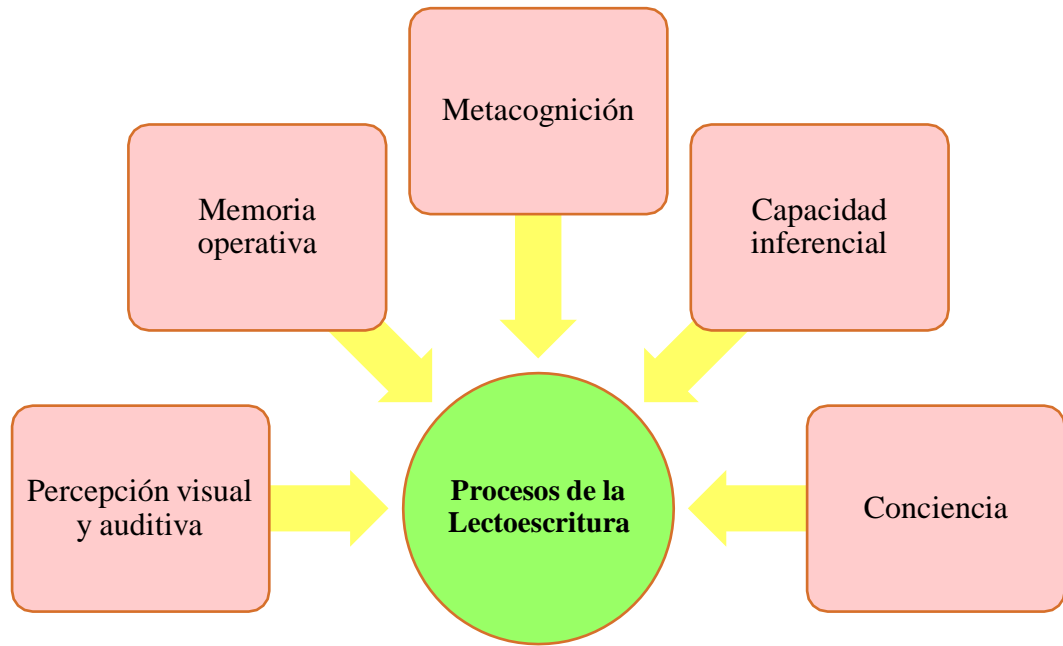 Metacognición
Memoria
operativa
Capacidad
inferencial
Percepción visual
y auditiva
Procesos de la
Lectoescritura
Conciencia